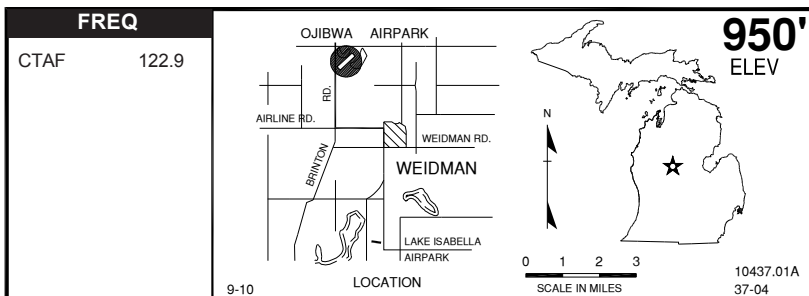 FREQ
CTAF 122.9
OJIBWA AIRPARK
RD.
AIRLINE RD.
WEIDMAN RD.
BRINTON
WEIDMAN
LAKE ISABELLA
AIRPARK
9-10
LOCATION
950'
ELEV
N
0 1 2 3
SCALE IN MILES
10437.01A
37-04